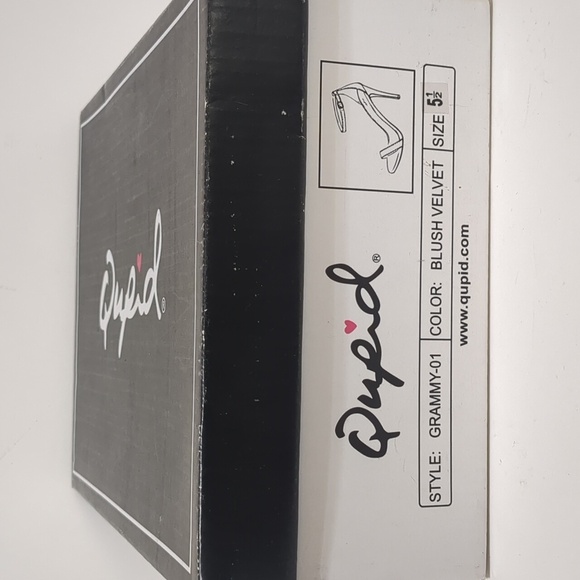 Qupid®
Qupid®
STYLE: GRAMMY-01 COLOR: BLUSH VELVET SIZE 5½
www.qupid.com